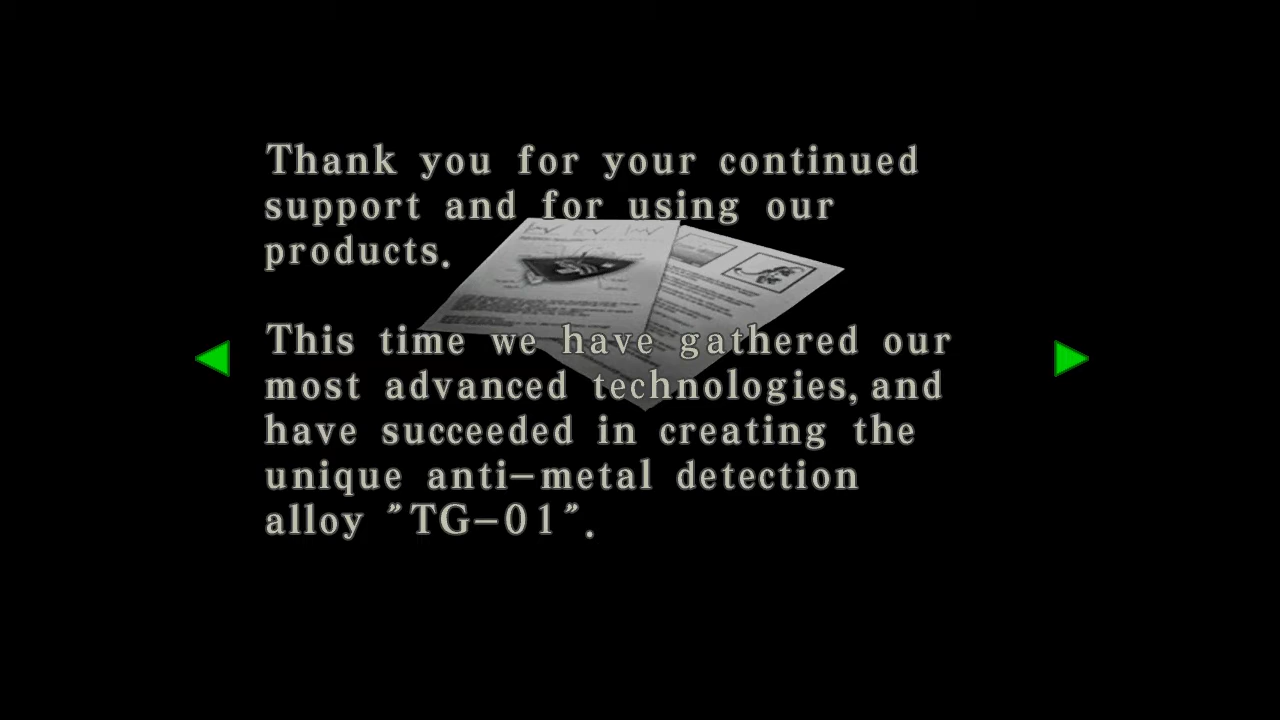 Thank you for your continued
support and for using our
products.
This time we have gathered our
most advanced technologies, and
have succeeded in creating the
unique anti-metal detection
alloy "TG-01".